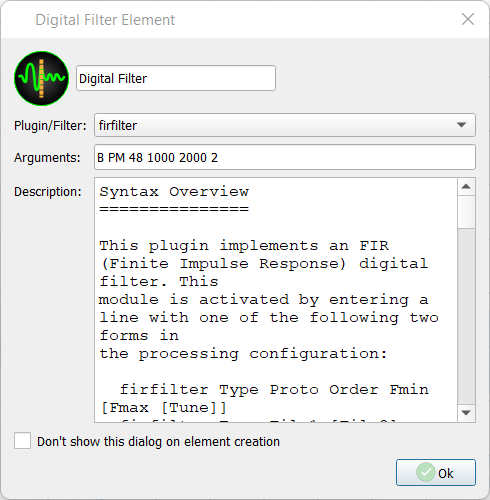 Digital Filter Element
Digital Filter
Plugin/Filter: firfilter
Arguments: B PM 48 1000 2000 2
Description:
Syntax Overview
===============
This plugin implements an FIR
(Finite Impulse Response) digital
filter. This
module is activated by entering a
line with one of the following two
forms in
the processing configuration:
firfilter Type Proto Order Fmin
[Fmax [Tune]]
Don't show this dialog on element creation
Ok